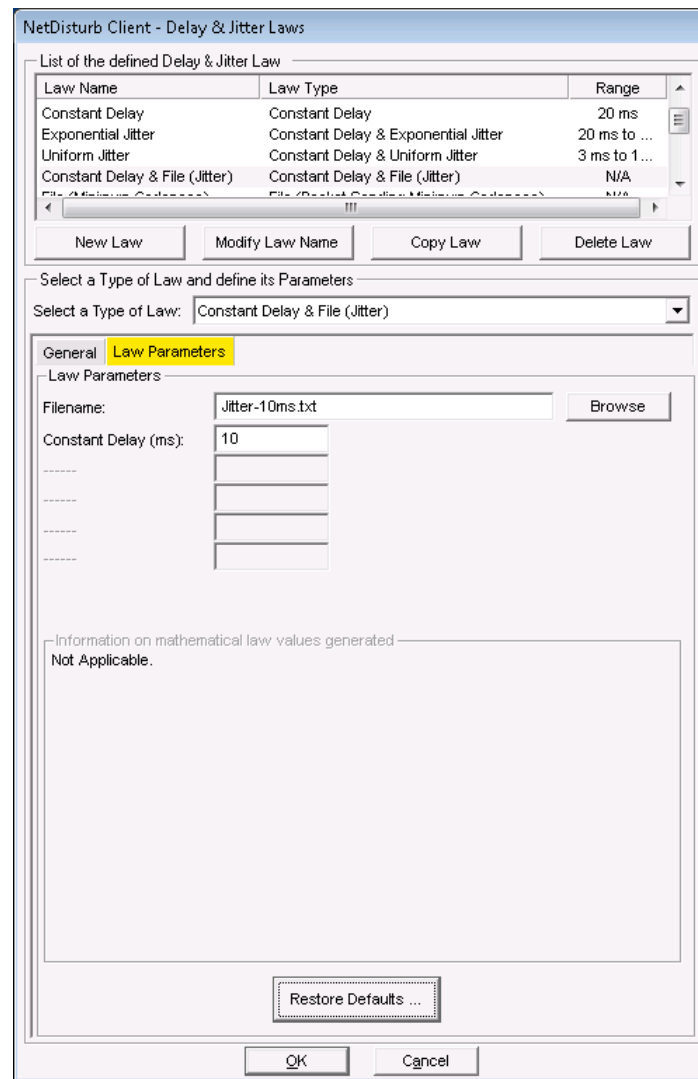 NetDisturb Client - Delay & Jitter Laws
List of the defined Delay & Jitter Law
Law Name Law Type Range
Constant Delay Constant Delay 20 ms
Exponential Jitter Constant Delay & Exponential Jitter 20 ms to ...
Uniform Jitter Constant Delay & Uniform Jitter 3 ms to 1...
Constant Delay & File (Jitter) Constant Delay & File (Jitter) N/A
New Law Modify Law Name Copy Law Delete Law
Select a Type of Law and define its Parameters
Select a Type of Law: Constant Delay & File (Jitter)
General Law Parameters
Law Parameters
Filename: Jitter-10ms.txt Browse
Constant Delay (ms): 10
------
------
------
------
Information on mathematical law values generated
Not Applicable.
Restore Defaults ...
OK Cancel